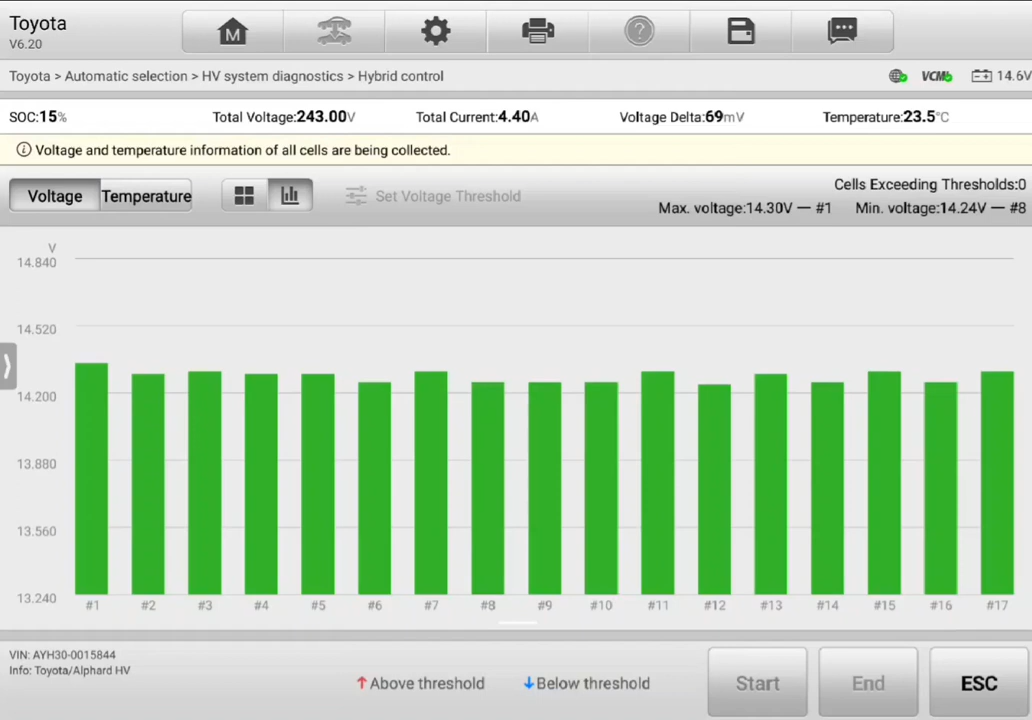 Toyota
V6.20
M
?
Toyota > Automatic selection > HV system diagnostics > Hybrid control
VCMI
14.6V
SOC:15%
Total Voltage:243.00V
Total Current:4.40A
Voltage Delta:69mV
Temperature:23.5°C
Voltage and temperature information of all cells are being collected.
Voltage
Temperature
Set Voltage Threshold
Cells Exceeding Thresholds:0
Max. voltage:14.30V — #1
Min. voltage:14.24V — #8
V
14.840
14.520
14.200
13.880
13.560
13.240
#1 #2 #3 #4 #5 #6 #7 #8 #9 #10 #11 #12 #13 #14 #15 #16 #17
VIN: AYH30-0015844
Info: Toyota/Alphard HV
Above threshold
Below threshold
Start
End
ESC